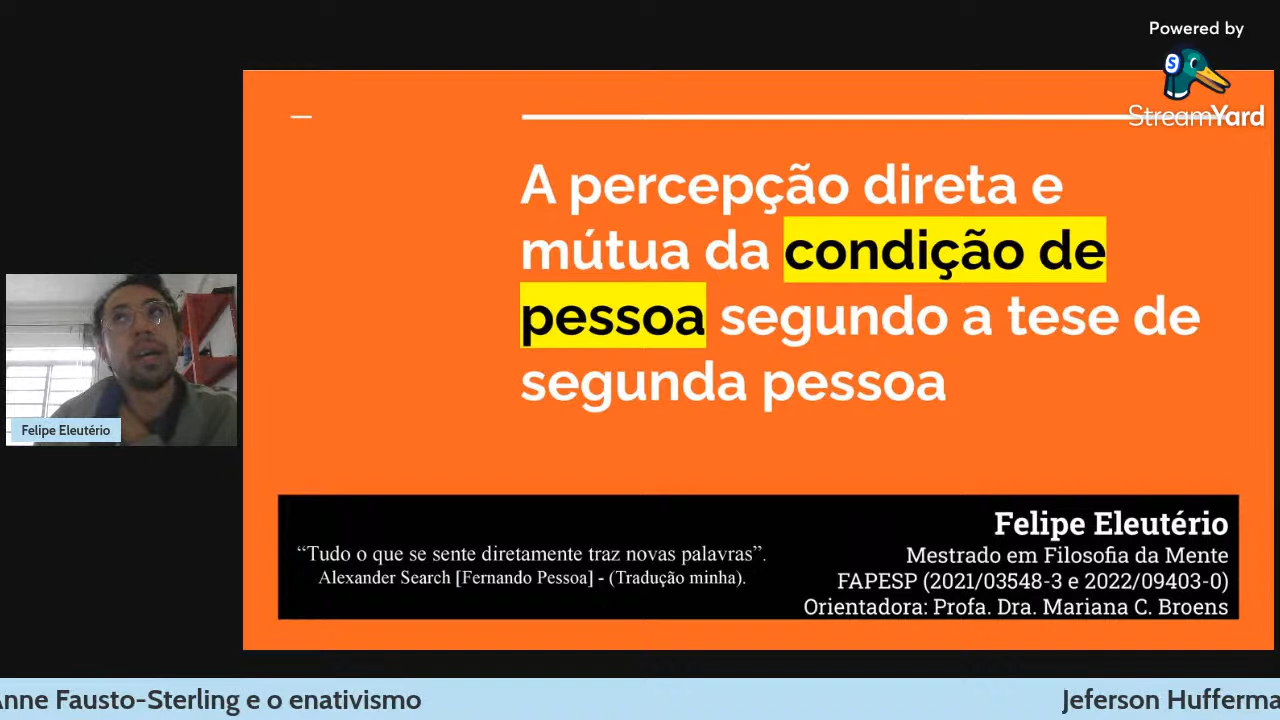 Powered by
StreamYard
A percepção direta e
mútua da condição de
pessoa segundo a tese de
segunda pessoa
Felipe Eleutério
“Tudo o que se sente diretamente traz novas palavras”.
Alexander Search [Fernando Pessoa] - (Tradução minha).
Felipe Eleutério
Mestrado em Filosofia da Mente
FAPESP (2021/03548-3 e 2022/09403-0)
Orientadora: Profa. Dra. Mariana C. Broens
Anne Fausto-Sterling e o enativismo
Jeferson Hufferma